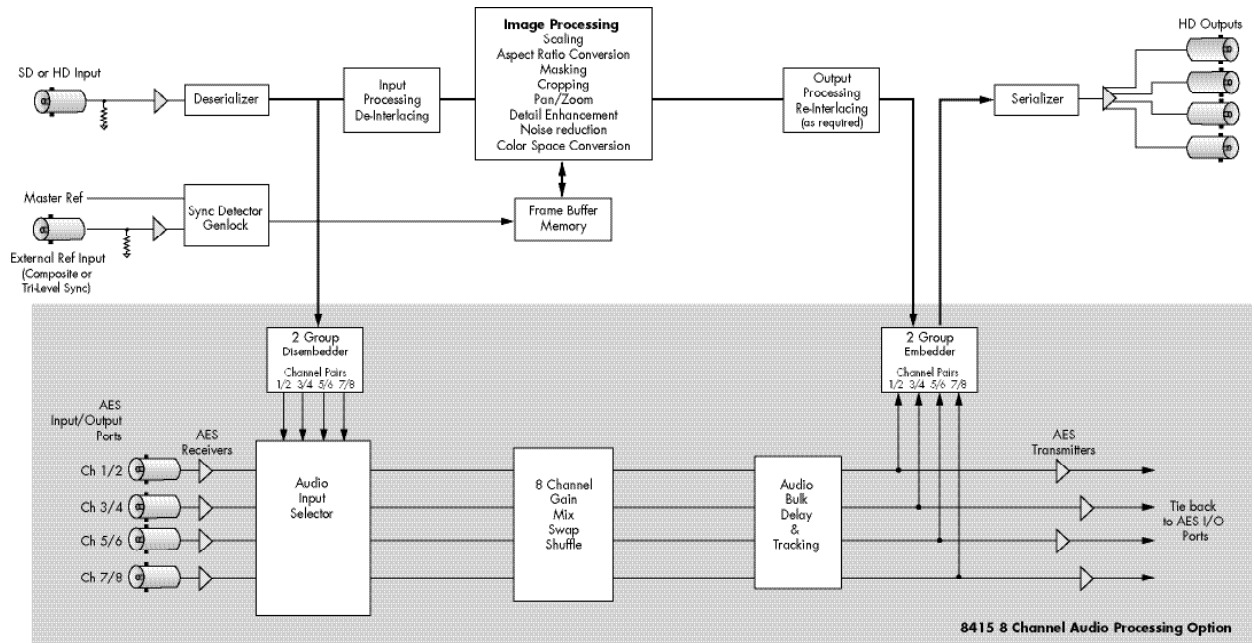 SD or HD Input
Deserializer
Input
Processing
De-Interlacing
Image Processing
Scaling
Aspect Ratio Conversion
Masking
Cropping
Pan/Zoom
Detail Enhancement
Noise reduction
Color Space Conversion
Output
Processing
Re-Interlacing
(as required)
Serializer
HD Outputs
Master Ref
Sync Detector
Genlock
Frame Buffer
Memory
External Ref Input
(Composite or
Tri-Level Sync)
2 Group
Disembedder
Channel Pairs
1/2 3/4 5/6 7/8
2 Group
Embedder
Channel Pairs
1/2 3/4 5/6 7/8
AES
Input/Output
Ports
AES
Receivers
Ch 1/2
Ch 3/4
Ch 5/6
Ch 7/8
Audio
Input
Selector
8 Channel
Gain
Mix
Swap
Shuffle
Audio
Bulk
Delay
&
Tracking
AES
Transmitters
Tie back
to AES I/O
Ports
8415 8 Channel Audio Processing Option